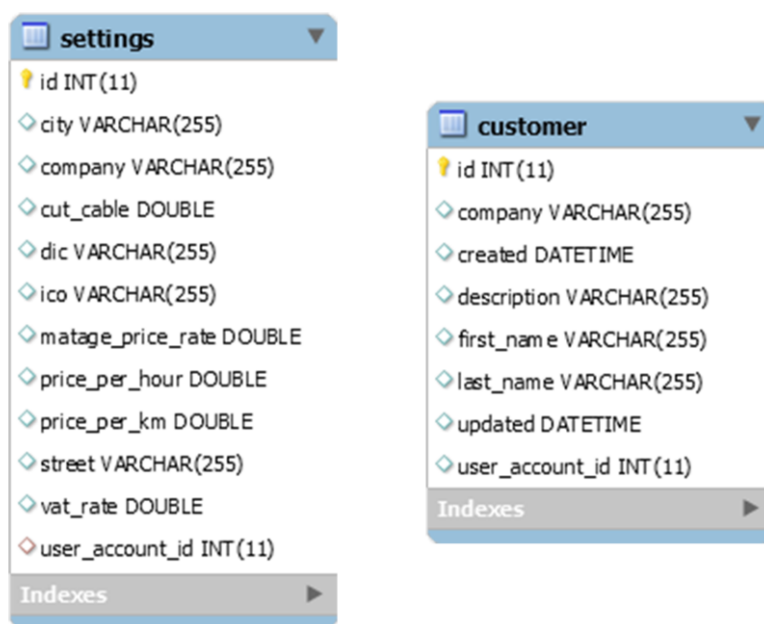 settings
id INT(11)
city VARCHAR(255)
company VARCHAR(255)
cut_cable DOUBLE
dic VARCHAR(255)
ico VARCHAR(255)
matage_price_rate DOUBLE
price_per_hour DOUBLE
price_per_km DOUBLE
street VARCHAR(255)
vat_rate DOUBLE
user_account_id INT(11)
Indexes
customer
id INT(11)
company VARCHAR(255)
created DATETIME
description VARCHAR(255)
first_name VARCHAR(255)
last_name VARCHAR(255)
updated DATETIME
user_account_id INT(11)
Indexes